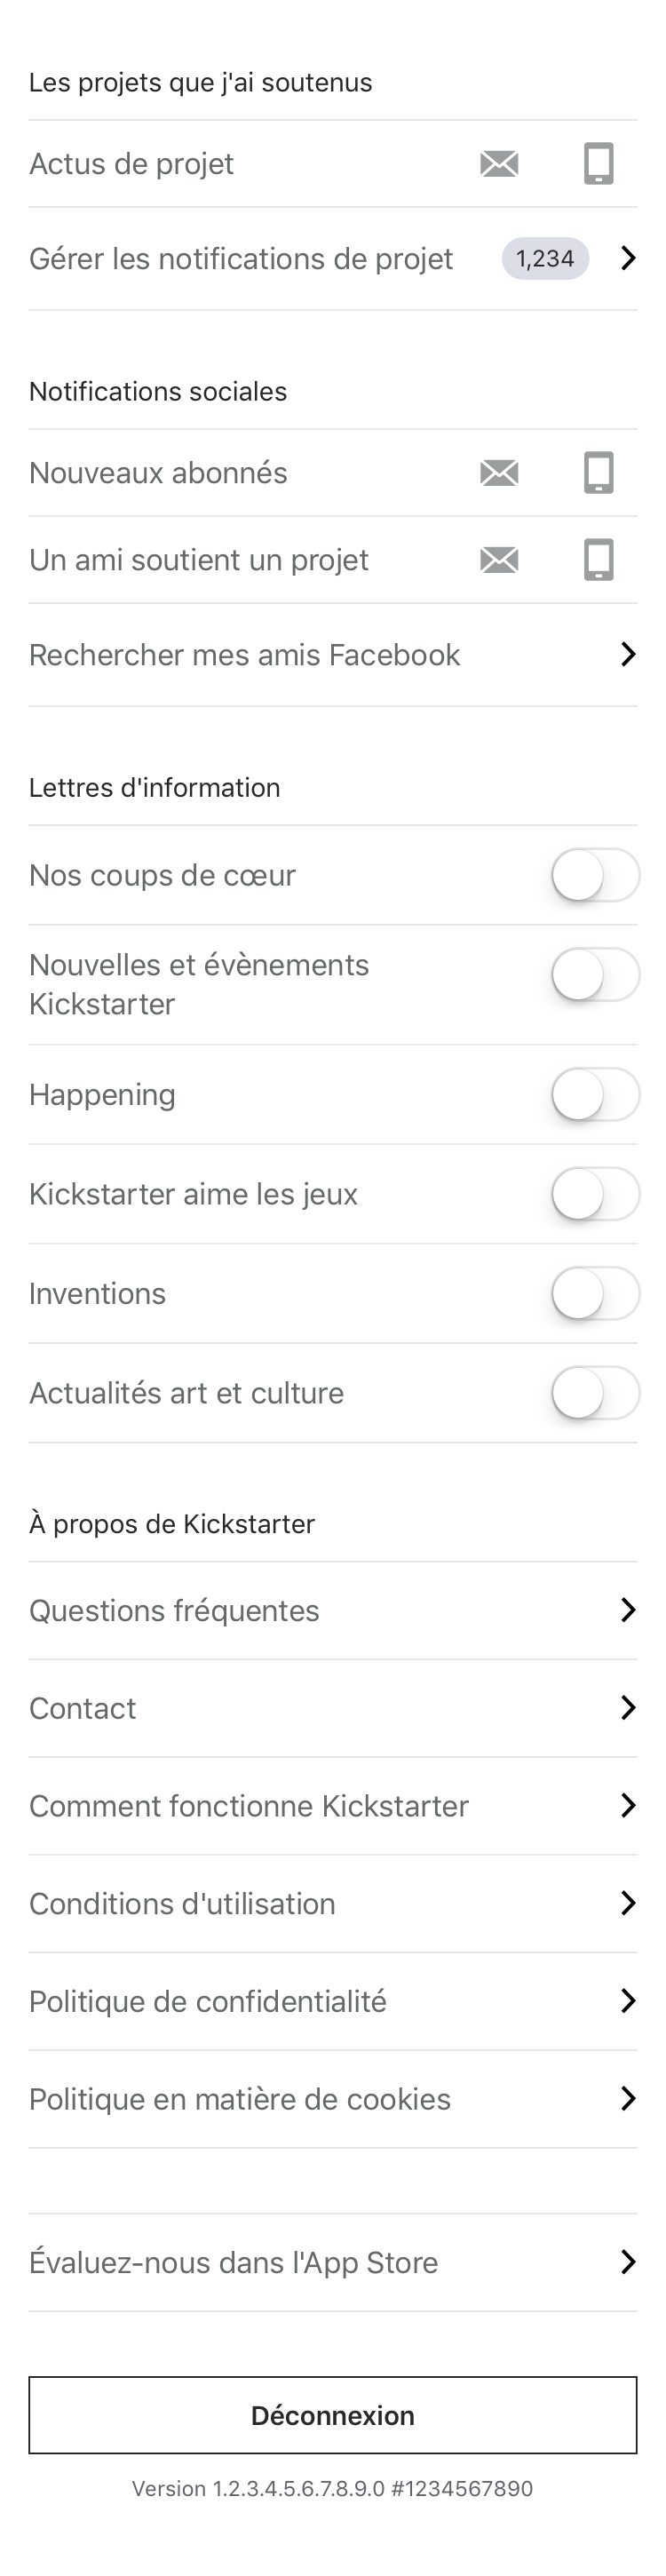 Les projets que j'ai soutenus
Actus de projet
Gérer les notifications de projet 1,234
Notifications sociales
Nouveaux abonnés
Un ami soutient un projet
Rechercher mes amis Facebook
Lettres d'information
Nos coups de cœur
Nouvelles et évènements
Kickstarter
Happening
Kickstarter aime les jeux
Inventions
Actualités art et culture
À propos de Kickstarter
Questions fréquentes
Contact
Comment fonctionne Kickstarter
Conditions d'utilisation
Politique de confidentialité
Politique en matière de cookies
Évaluez-nous dans l'App Store
Déconnexion
Version 1.2.3.4.5.6.7.8.9.0 #1234567890